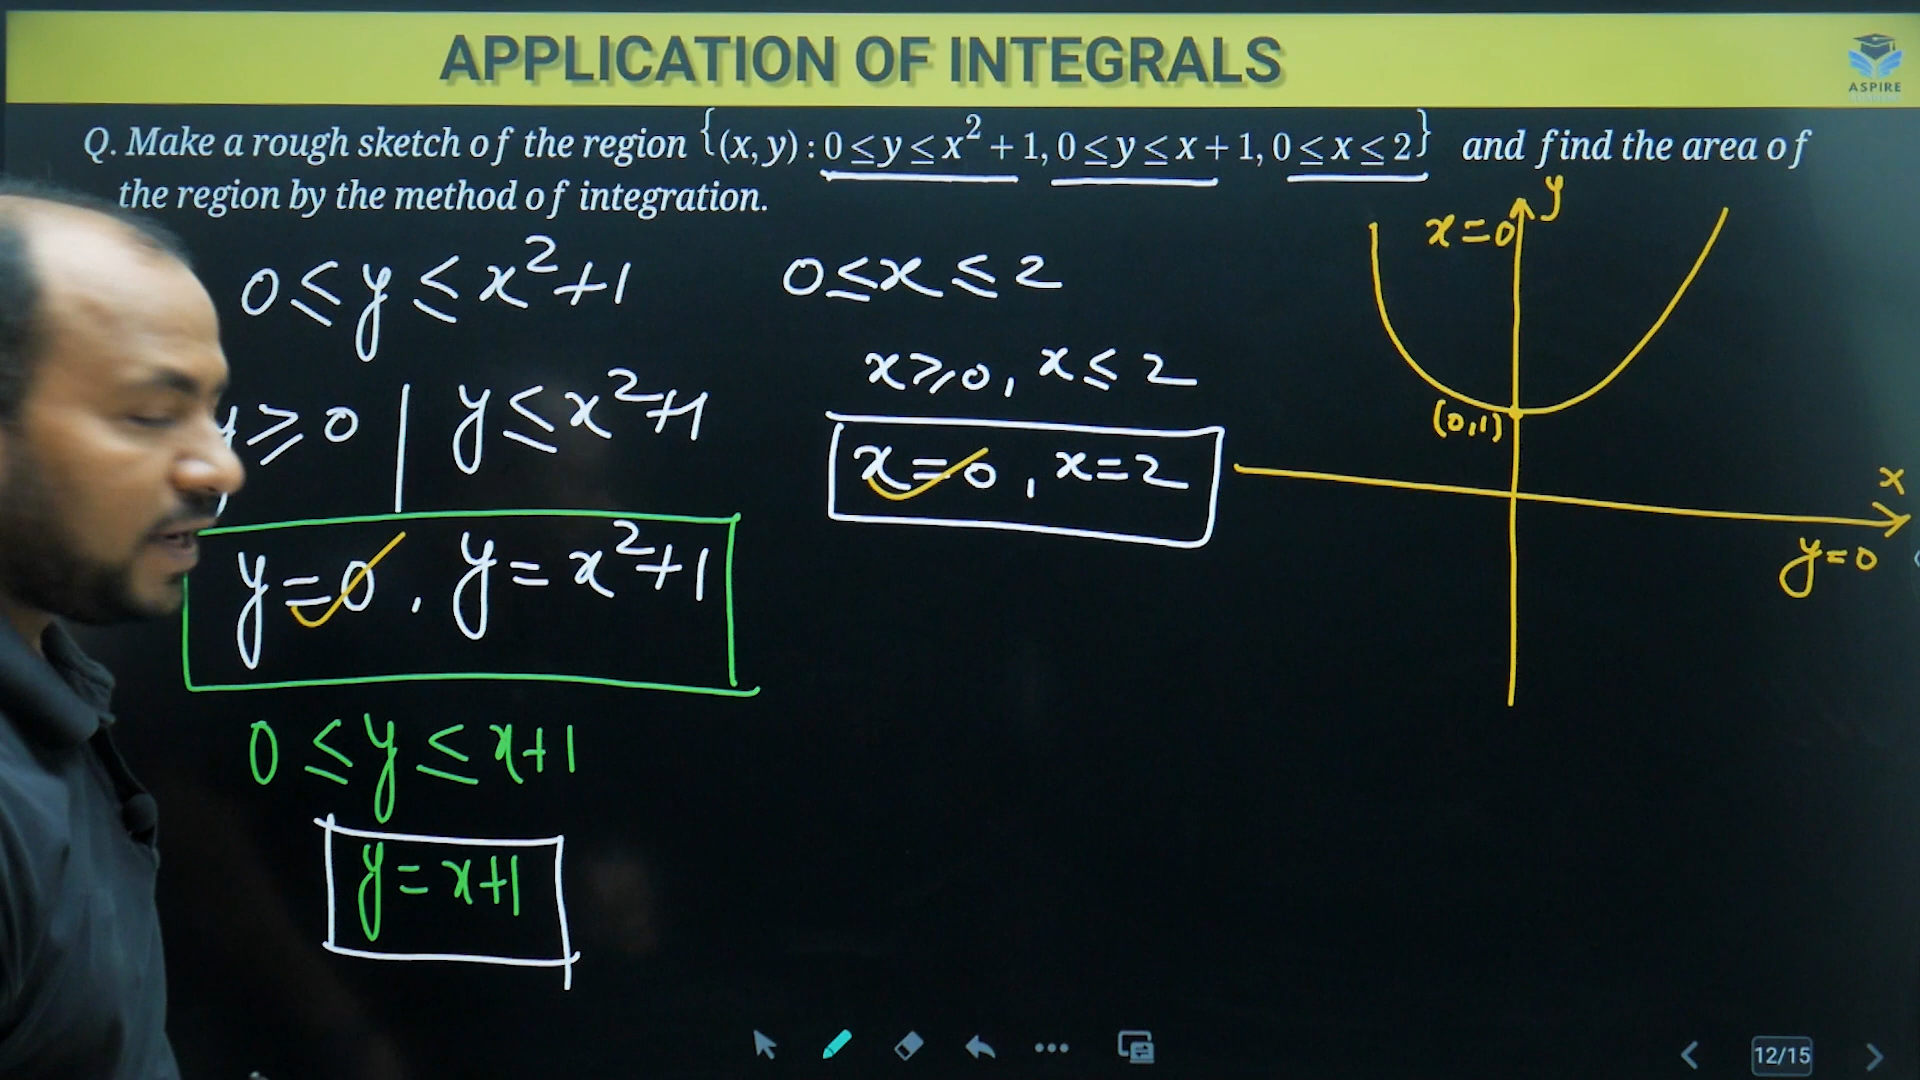 APPLICATION OF INTEGRALS
ASPIRE
Q. Make a rough sketch of the region {(x, y) : 0 ≤ y ≤ x² + 1, 0 ≤ y ≤ x + 1, 0 ≤ x ≤ 2} and find the area of
the region by the method of integration.
0 ≤ y ≤ x²+1
y ≥ 0 | y ≤ x²+1
y = 0 , y = x²+1
0 ≤ y ≤ x+1
y = x+1
0 ≤ x ≤ 2
x ≥ 0, x ≤ 2
x = 0, x = 2
y
x = 0
(0,1)
x
y = 0
12/15